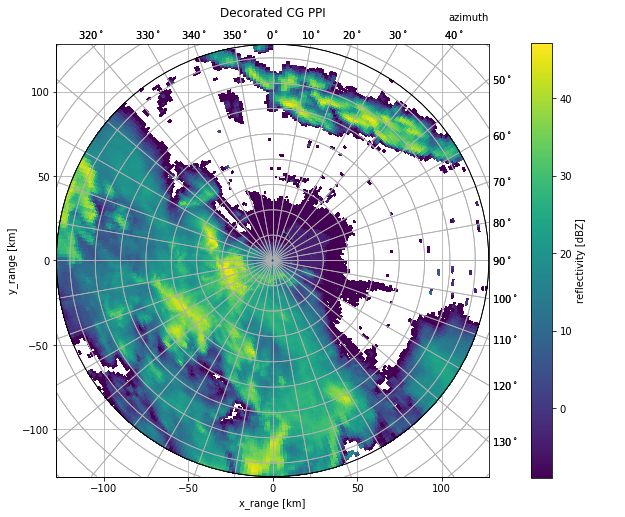 Decorated CG PPI
azimuth
320° 330° 340° 350° 0° 10° 20° 30° 40°
50°
60°
70°
80°
90°
100°
110°
120°
130°
100
50
0
−50
−100
y_range [km]
−100 −50 0 50 100
x_range [km]
40
30
20
10
0
reflectivity [dBZ]